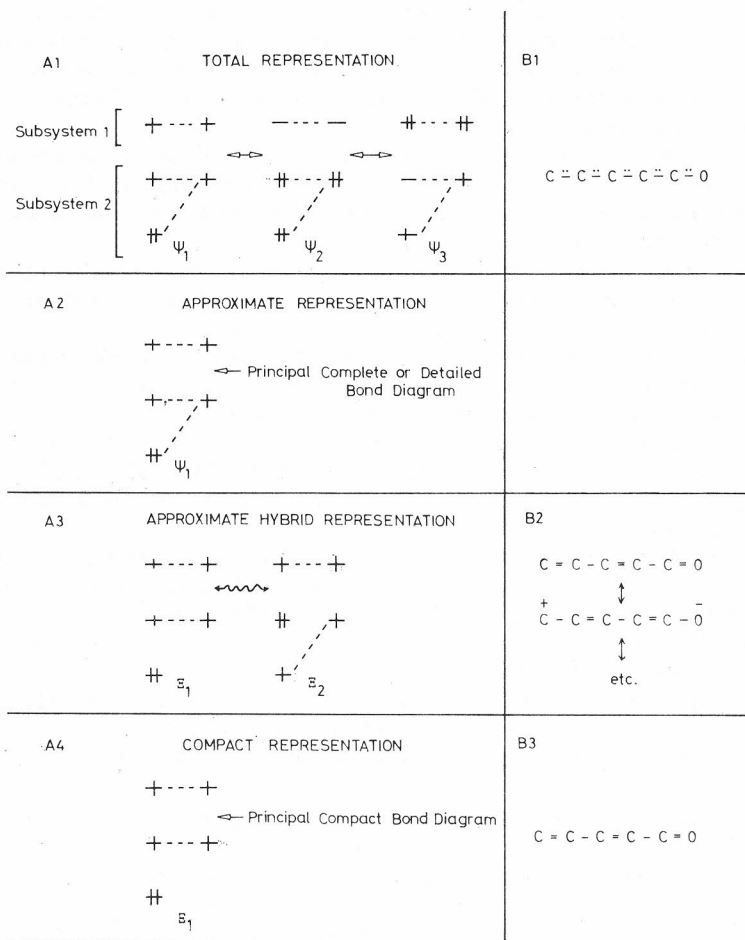 A1 TOTAL REPRESENTATION
Subsystem 1
Subsystem 2
Ψ1 Ψ2 Ψ3
B1
C ∸̈ C ∸̈ C ∸̈ C ∸̈ C ∸̈ O
A2 APPROXIMATE REPRESENTATION
Principal Complete or Detailed
Bond Diagram
Ψ1
A3 APPROXIMATE HYBRID REPRESENTATION
Ξ1 Ξ2
B2
C = C - C = C - C = O
+ -
C - C = C - C = C - O
etc.
A4 COMPACT REPRESENTATION
Principal Compact Bond Diagram
Ξ1
B3
C = C - C = C - C = O